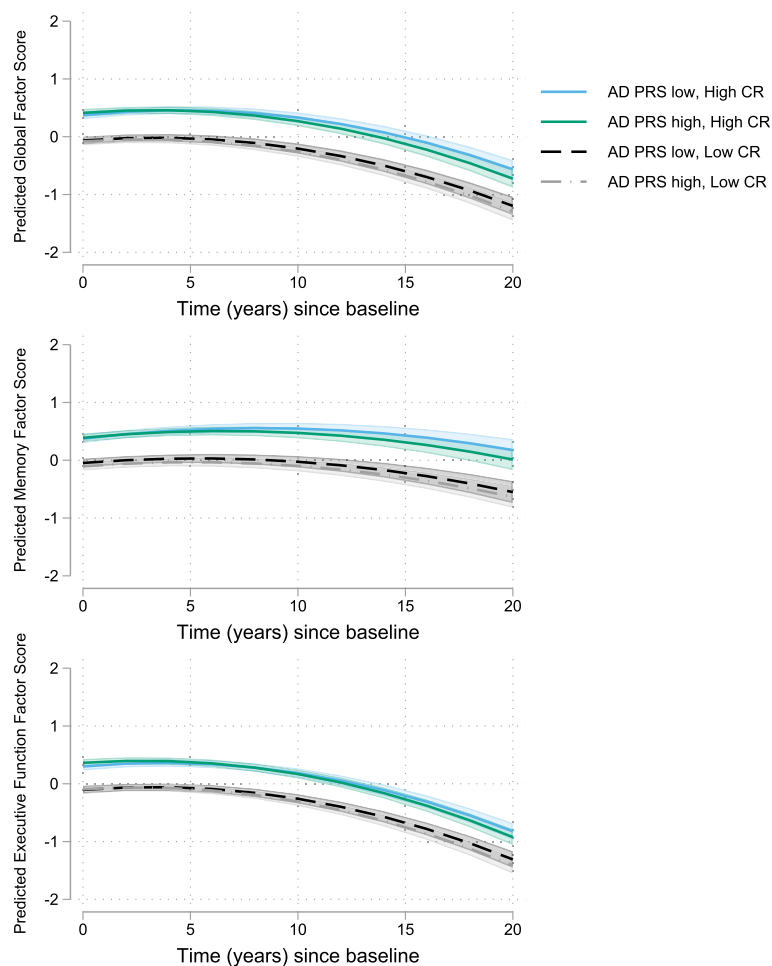 Predicted Global Factor Score
2
1
0
-1
-2
0 5 10 15 20
Time (years) since baseline
AD PRS low, High CR
AD PRS high, High CR
AD PRS low, Low CR
AD PRS high, Low CR
Predicted Memory Factor Score
2
1
0
-1
-2
0 5 10 15 20
Time (years) since baseline
Predicted Executive Function Factor Score
2
1
0
-1
-2
0 5 10 15 20
Time (years) since baseline